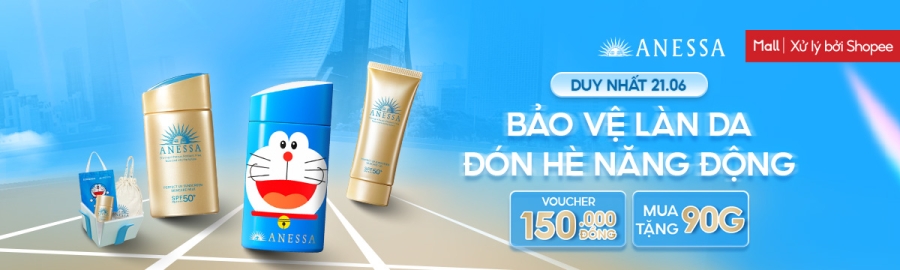 ANESSA
Mall | Xử lý bởi Shopee
DUY NHẤT 21.06
BẢO VỆ LÀN DA
ĐÓN HÈ NĂNG ĐỘNG
VOUCHER
150.000
ĐỒNG
MUA
TẶNG
90G
ANESSA
SPF50+
ANESSA
ANESSA
SPF50+